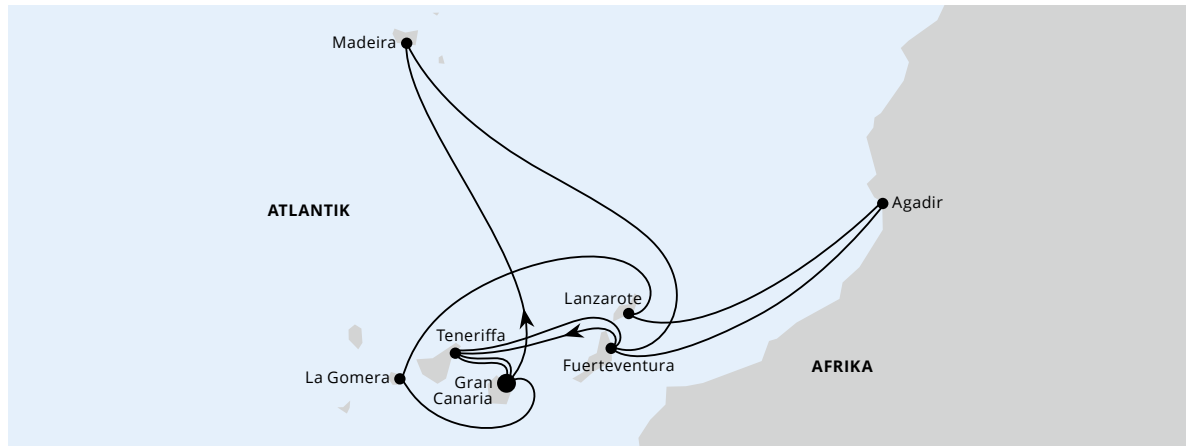 Madeira
Agadir
ATLANTIK
Lanzarote
Teneriffa
Fuerteventura
AFRIKA
La Gomera
Gran
Canaria